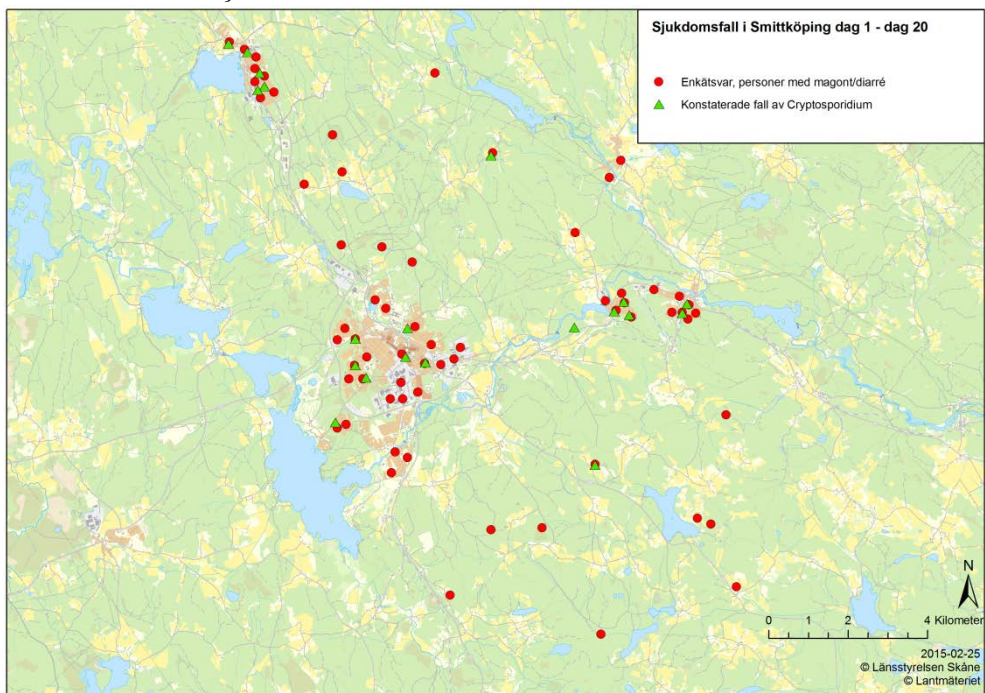 Sjukdomsfall i Smittköping dag 1 - dag 20
Enkätsvar, personer med magont/diarré
Konstaterade fall av Cryptosporidium
N
0 1 2 4 Kilometer
2015-02-25
© Länsstyrelsen Skåne
© Lantmäteriet